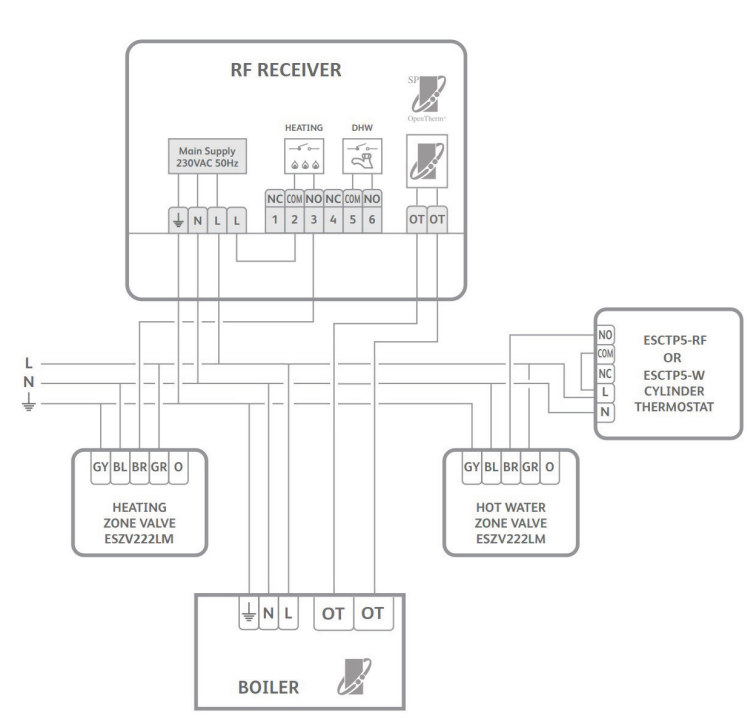 RF RECEIVER
SP
OpenTherm
HEATING
DHW
Main Supply
230VAC 50Hz
NC COM NO NC COM NO
N L L 1 2 3 4 5 6 OT OT
L
N
NO
COM
NC
L
N
ESCTP5-RF
OR
ESCTP5-W
CYLINDER
THERMOSTAT
GY BL BR GR O
HEATING
ZONE VALVE
ESZV222LM
GY BL BR GR O
HOT WATER
ZONE VALVE
ESZV222LM
N L OT OT
BOILER